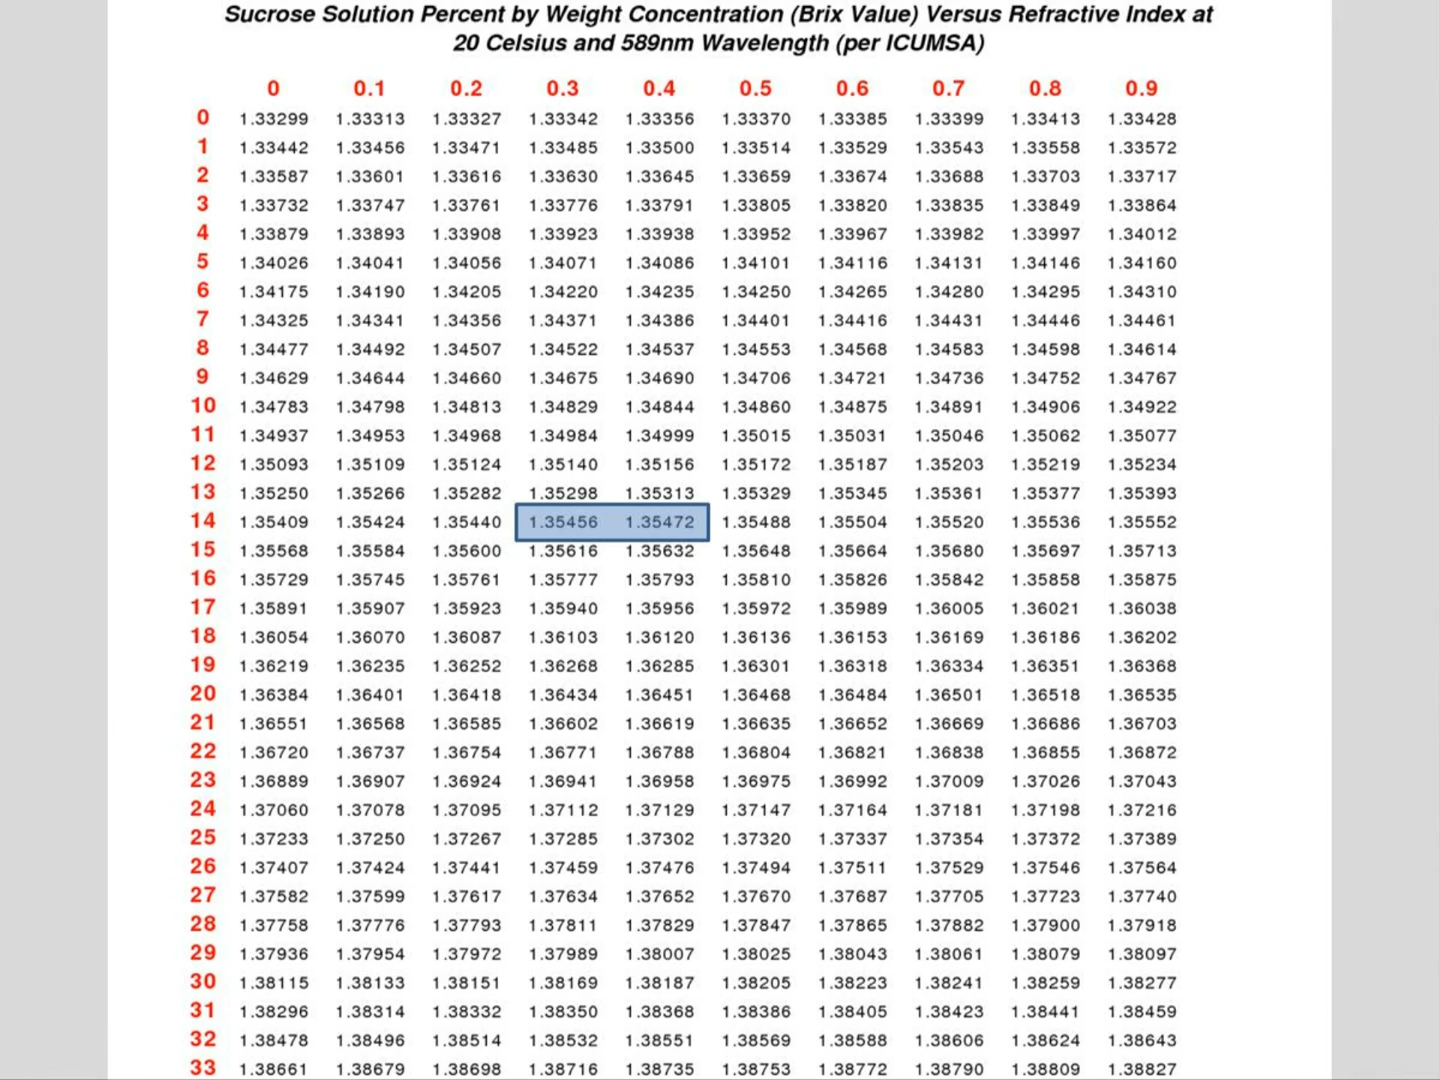 Sucrose Solution Percent by Weight Concentration (Brix Value) Versus Refractive Index at
20 Celsius and 589nm Wavelength (per ICUMSA)
0 0.1 0.2 0.3 0.4 0.5 0.6 0.7 0.8 0.9
0 1.33299 1.33313 1.33327 1.33342 1.33356 1.33370 1.33385 1.33399 1.33413 1.33428
1 1.33442 1.33456 1.33471 1.33485 1.33500 1.33514 1.33529 1.33543 1.33558 1.33572
2 1.33587 1.33601 1.33616 1.33630 1.33645 1.33659 1.33674 1.33688 1.33703 1.33717
3 1.33732 1.33747 1.33761 1.33776 1.33791 1.33805 1.33820 1.33835 1.33849 1.33864
4 1.33879 1.33893 1.33908 1.33923 1.33938 1.33952 1.33967 1.33982 1.33997 1.34012
5 1.34026 1.34041 1.34056 1.34071 1.34086 1.34101 1.34116 1.34131 1.34146 1.34160
6 1.34175 1.34190 1.34205 1.34220 1.34235 1.34250 1.34265 1.34280 1.34295 1.34310
7 1.34325 1.34341 1.34356 1.34371 1.34386 1.34401 1.34416 1.34431 1.34446 1.34461
8 1.34477 1.34492 1.34507 1.34522 1.34537 1.34553 1.34568 1.34583 1.34598 1.34614
9 1.34629 1.34644 1.34660 1.34675 1.34690 1.34706 1.34721 1.34736 1.34752 1.34767
10 1.34783 1.34798 1.34813 1.34829 1.34844 1.34860 1.34875 1.34891 1.34906 1.34922
11 1.34937 1.34953 1.34968 1.34984 1.34999 1.35015 1.35031 1.35046 1.35062 1.35077
12 1.35093 1.35109 1.35124 1.35140 1.35156 1.35172 1.35187 1.35203 1.35219 1.35234
13 1.35250 1.35266 1.35282 1.35298 1.35313 1.35329 1.35345 1.35361 1.35377 1.35393
14 1.35409 1.35424 1.35440 1.35456 1.35472 1.35488 1.35504 1.35520 1.35536 1.35552
15 1.35568 1.35584 1.35600 1.35616 1.35632 1.35648 1.35664 1.35680 1.35697 1.35713
16 1.35729 1.35745 1.35761 1.35777 1.35793 1.35810 1.35826 1.35842 1.35858 1.35875
17 1.35891 1.35907 1.35923 1.35940 1.35956 1.35972 1.35989 1.36005 1.36021 1.36038
18 1.36054 1.36070 1.36087 1.36103 1.36120 1.36136 1.36153 1.36169 1.36186 1.36202
19 1.36219 1.36235 1.36252 1.36268 1.36285 1.36301 1.36318 1.36334 1.36351 1.36368
20 1.36384 1.36401 1.36418 1.36434 1.36451 1.36468 1.36484 1.36501 1.36518 1.36535
21 1.36551 1.36568 1.36585 1.36602 1.36619 1.36635 1.36652 1.36669 1.36686 1.36703
22 1.36720 1.36737 1.36754 1.36771 1.36788 1.36804 1.36821 1.36838 1.36855 1.36872
23 1.36889 1.36907 1.36924 1.36941 1.36958 1.36975 1.36992 1.37009 1.37026 1.37043
24 1.37060 1.37078 1.37095 1.37112 1.37129 1.37147 1.37164 1.37181 1.37198 1.37216
25 1.37233 1.37250 1.37267 1.37285 1.37302 1.37320 1.37337 1.37354 1.37372 1.37389
26 1.37407 1.37424 1.37441 1.37459 1.37476 1.37494 1.37511 1.37529 1.37546 1.37564
27 1.37582 1.37599 1.37617 1.37634 1.37652 1.37670 1.37687 1.37705 1.37723 1.37740
28 1.37758 1.37776 1.37793 1.37811 1.37829 1.37847 1.37865 1.37882 1.37900 1.37918
29 1.37936 1.37954 1.37972 1.37989 1.38007 1.38025 1.38043 1.38061 1.38079 1.38097
30 1.38115 1.38133 1.38151 1.38169 1.38187 1.38205 1.38223 1.38241 1.38259 1.38277
31 1.38296 1.38314 1.38332 1.38350 1.38368 1.38386 1.38405 1.38423 1.38441 1.38459
32 1.38478 1.38496 1.38514 1.38532 1.38551 1.38569 1.38588 1.38606 1.38624 1.38643
33 1.38661 1.38679 1.38698 1.38716 1.38735 1.38753 1.38772 1.38790 1.38809 1.38827